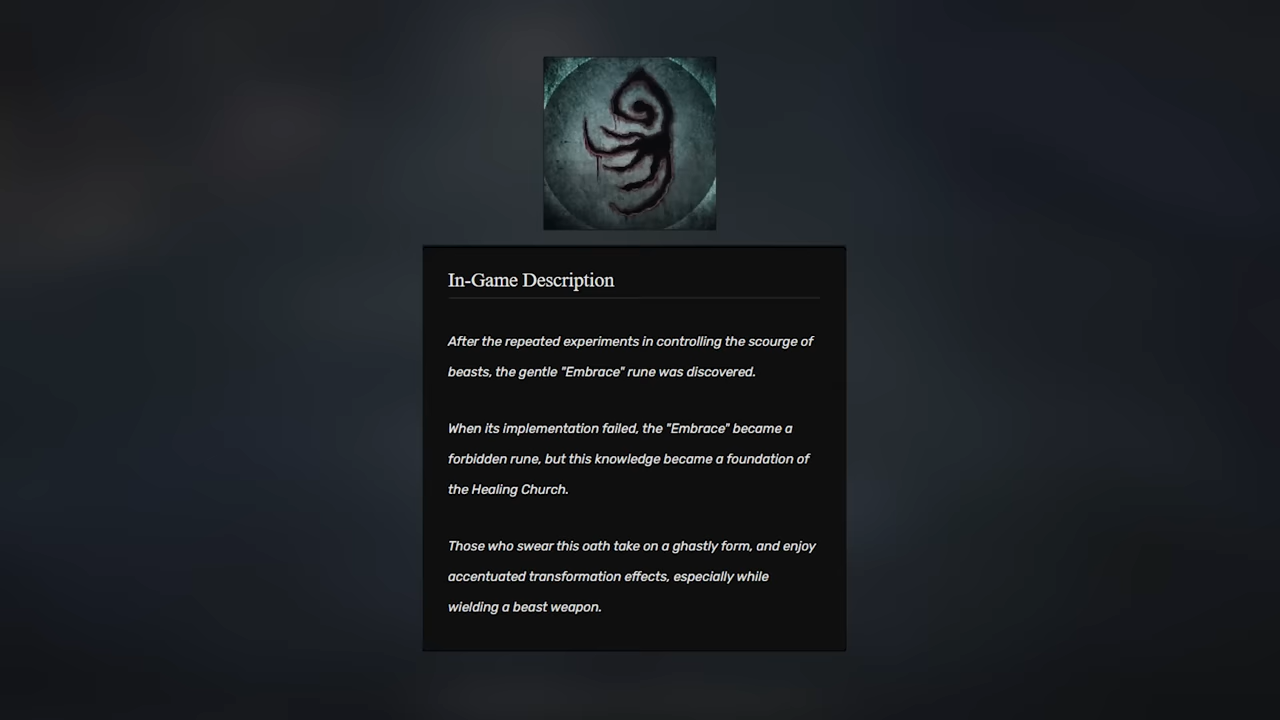 In-Game Description
After the repeated experiments in controlling the scourge of
beasts, the gentle "Embrace" rune was discovered.
When its implementation failed, the "Embrace" became a
forbidden rune, but this knowledge became a foundation of
the Healing Church.
Those who swear this oath take on a ghastly form, and enjoy
accentuated transformation effects, especially while
wielding a beast weapon.